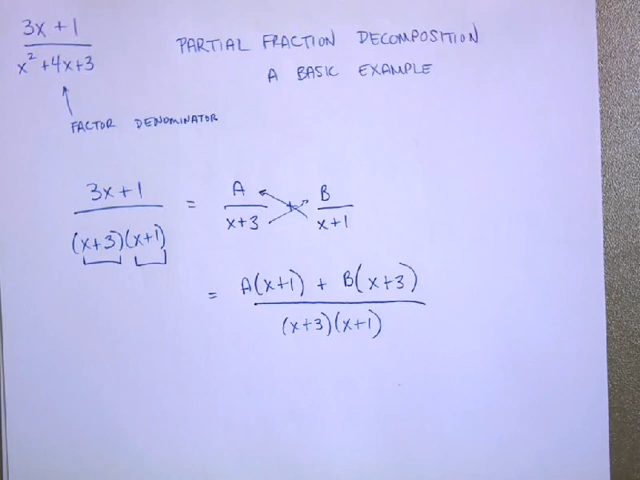 3x + 1
x² + 4x + 3
PARTIAL FRACTION DECOMPOSITION
A BASIC EXAMPLE
FACTOR DENOMINATOR
3x + 1 = A + B
(x+3)(x+1) x+3 x+1
= A(x+1) + B(x+3)
(x+3)(x+1)